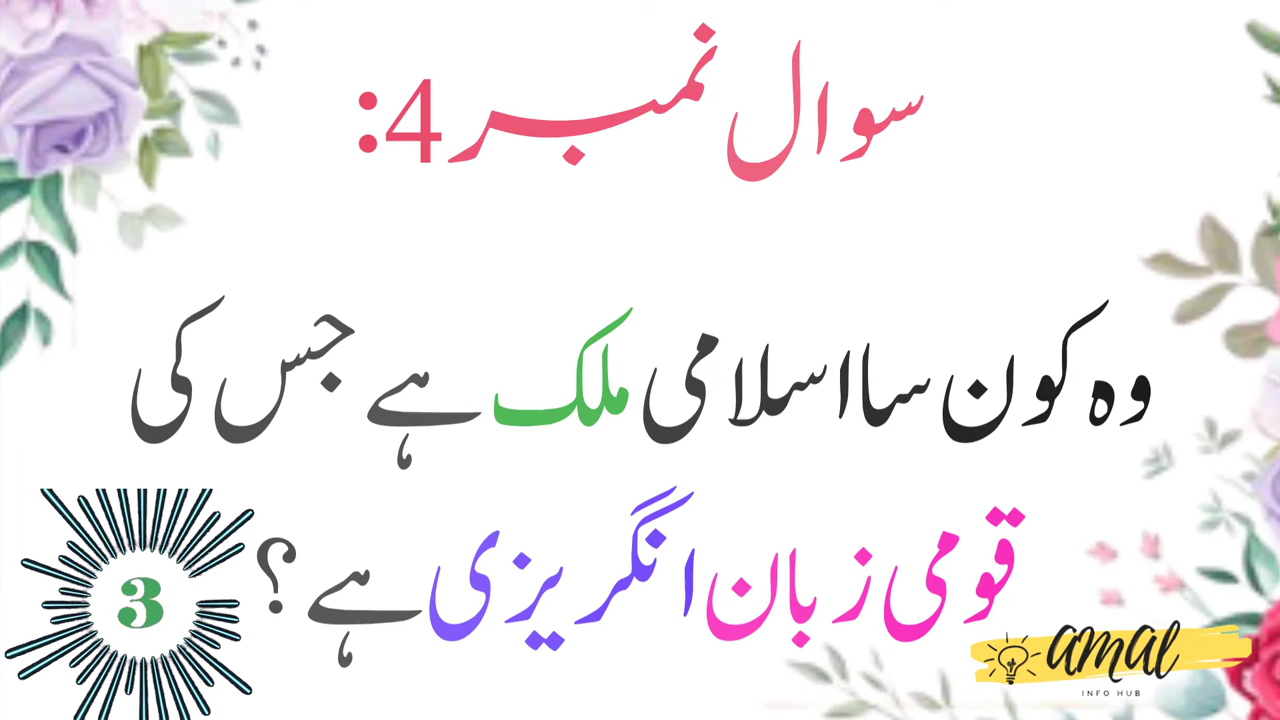 سوال نمبر 4:
وہ کون سا اسلامی ملک ہے جس کی
قومی زبان انگریزی ہے؟
3
amal
INFO HUB